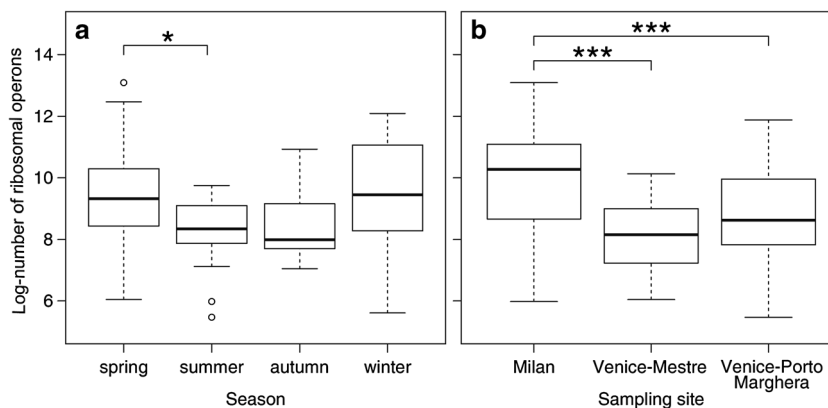 a
b
*
***
***
Log-number of ribosomal operons
14
12
10
8
6
spring summer autumn winter
Season
Milan Venice-Mestre Venice-Porto
Marghera
Sampling site